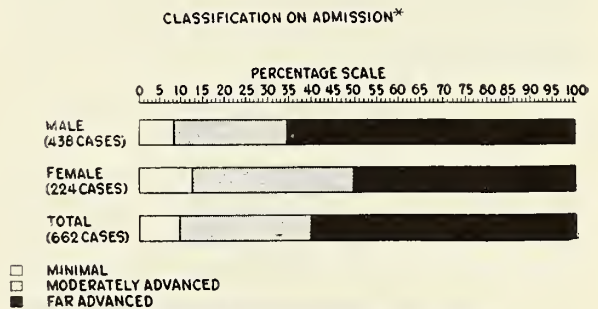 CLASSIFICATION ON ADMISSION*
PERCENTAGE SCALE
0 5 10 15 20 25 30 35 40 45 50 55 60 65 70 75 80 85 90 95 100
MALE
(438 CASES)
FEMALE
(224 CASES)
TOTAL
(662 CASES)
MINIMAL
MODERATELY ADVANCED
FAR ADVANCED